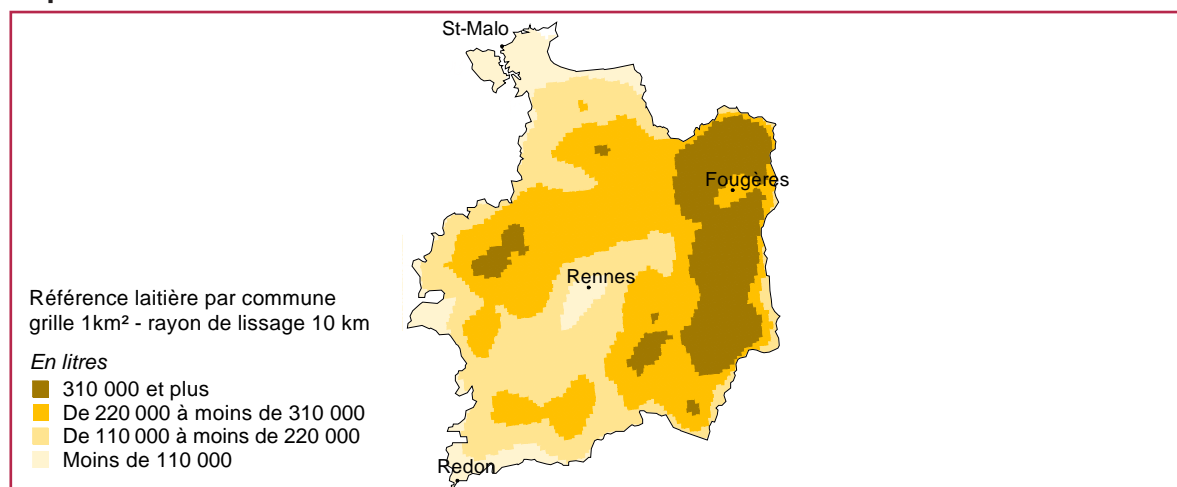 St-Malo
Fougères
Rennes
Référence laitière par commune
grille 1km² - rayon de lissage 10 km
En litres
310 000 et plus
De 220 000 à moins de 310 000
De 110 000 à moins de 220 000
Moins de 110 000
Redon